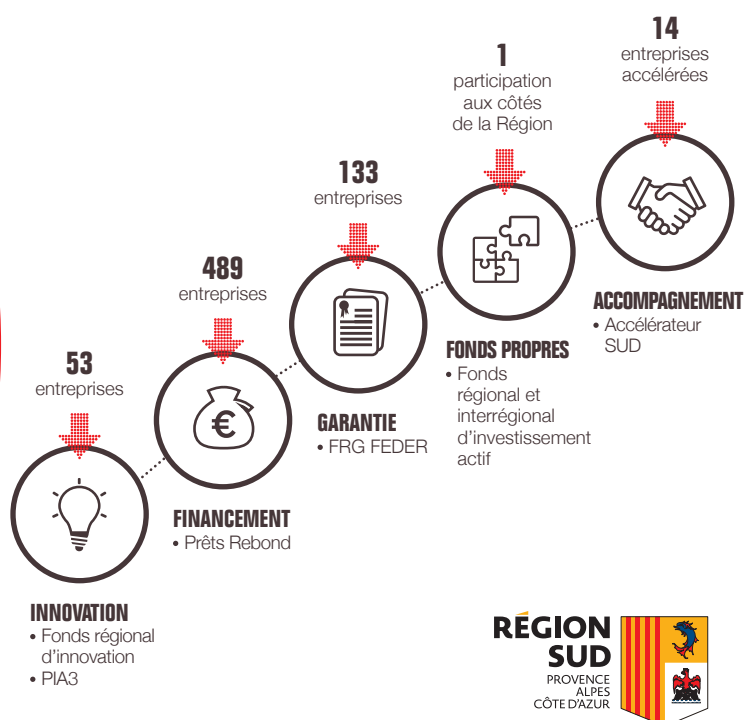 53
entreprises
INNOVATION
• Fonds régional
d'innovation
• PIA3
489
entreprises
€
FINANCEMENT
• Prêts Rebond
133
entreprises
GARANTIE
• FRG FEDER
1
participation
aux côtés
de la Région
FONDS PROPRES
• Fonds
régional et
interrégional
d'investissement
actif
14
entreprises
accélérées
ACCOMPAGNEMENT
• Accélérateur
SUD
RÉGION
SUD
PROVENCE
ALPES
CÔTE D'AZUR